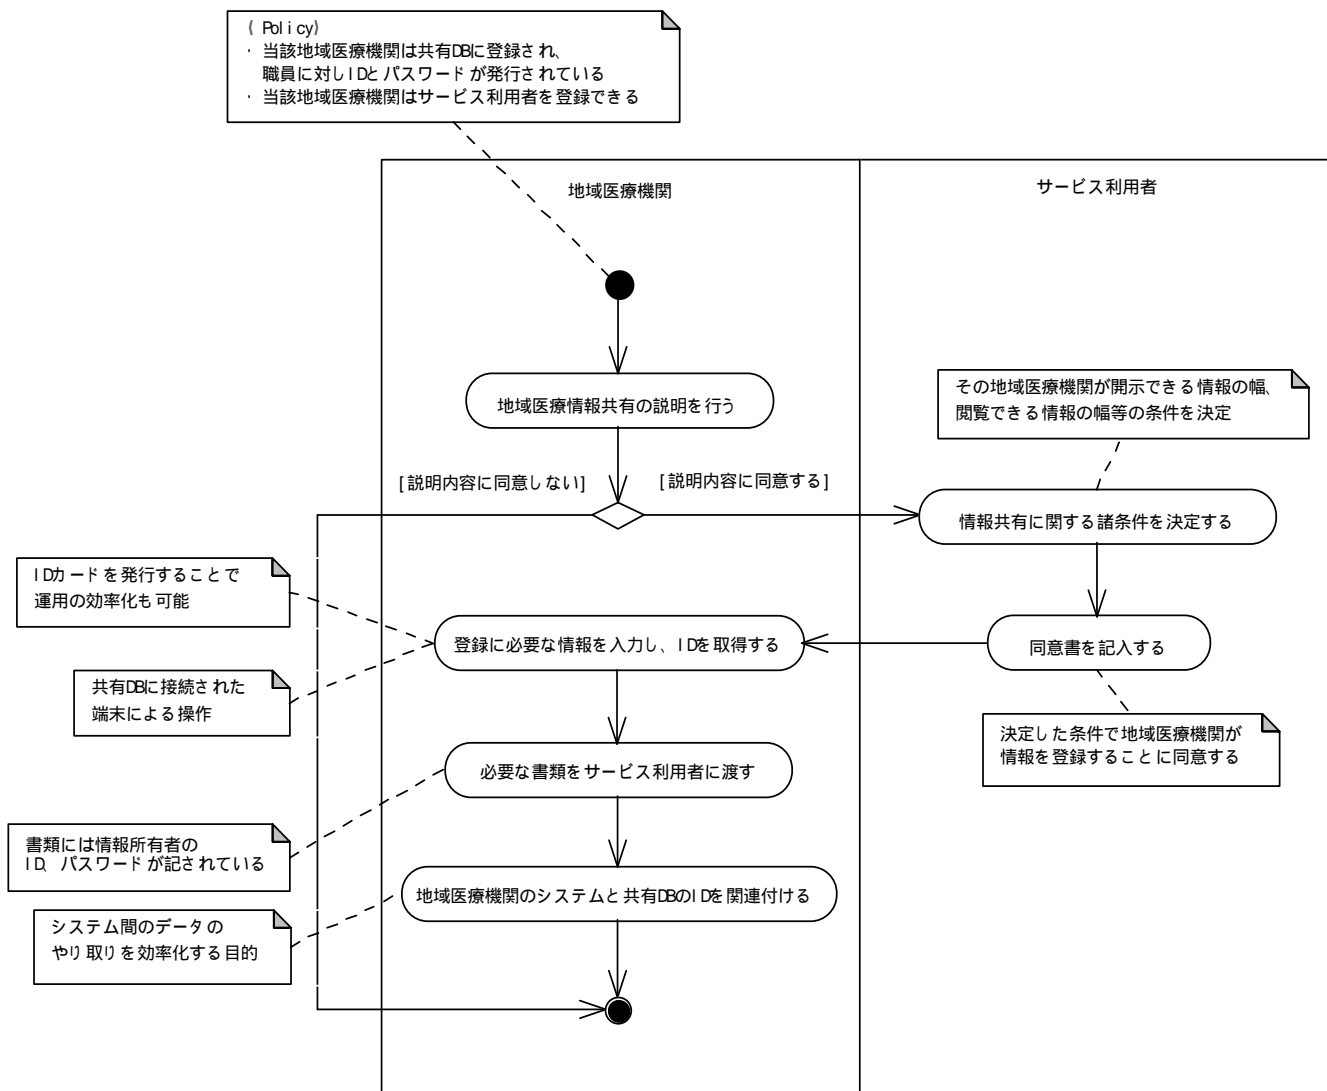 ( Policy)
・ 当該地域医療機関は共有DBに登録され、
職員に対しIDとパスワードが発行されている
・ 当該地域医療機関はサービス利用者を登録できる
地域医療機関
サービス利用者
地域医療情報共有の説明を行う
その地域医療機関が開示できる情報の幅、
閲覧できる情報の幅等の条件を決定
[説明内容に同意しない]
[説明内容に同意する]
情報共有に関する諸条件を決定する
IDカードを発行することで
運用の効率化も可能
登録に必要な情報を入力し、IDを取得する
同意書を記入する
共有DBに接続された
端末による操作
決定した条件で地域医療機関が
情報を登録することに同意する
必要な書類をサービス利用者に渡す
書類には情報所有者の
ID、パスワードが記されている
地域医療機関のシステムと共有DBのIDを関連付ける
システム間のデータの
やり取りを効率化する目的